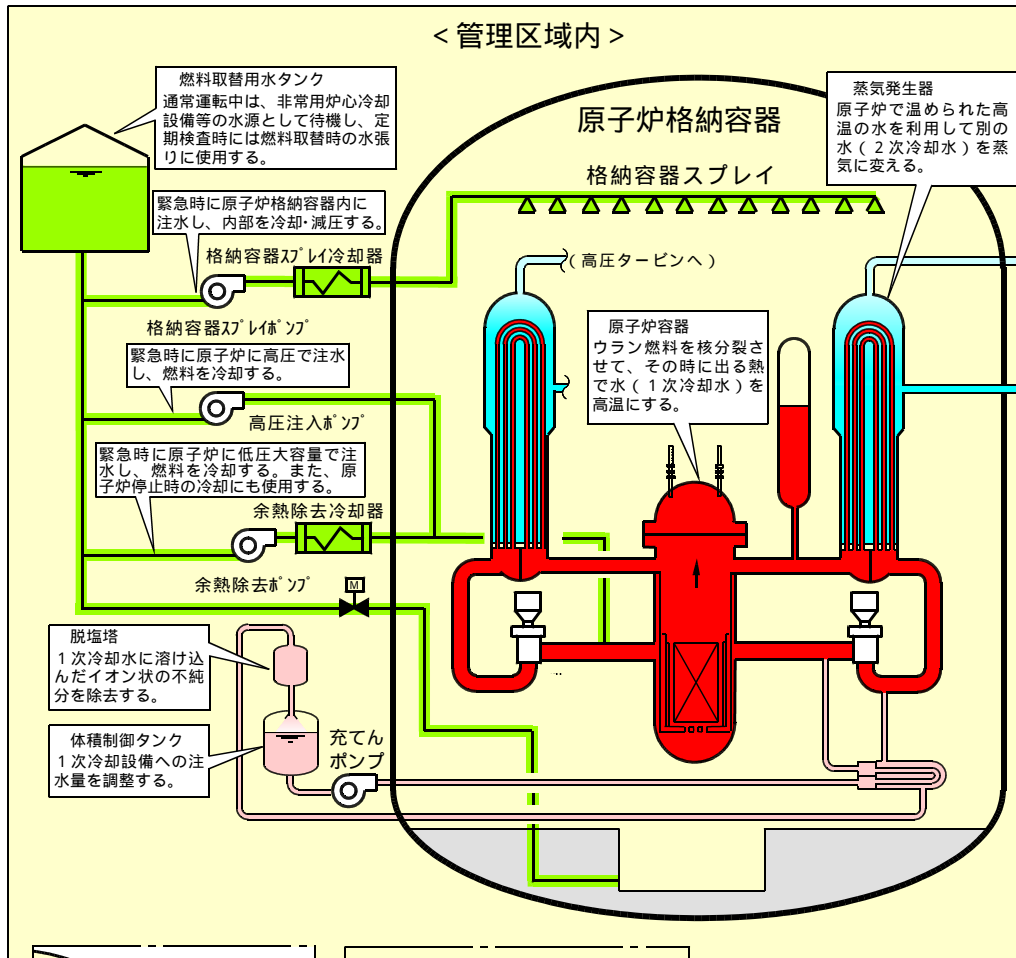 <管理区域内>
燃料取替用水タンク
通常運転中は、非常用炉心冷却
設備等の水源として待機し、定
期検査時には燃料取替時の水張
りに使用する。
蒸気発生器
原子炉で温められた高
温の水を利用して別の
水(2次冷却水)を蒸
気に変える。
原子炉格納容器
格納容器スプレイ
緊急時に原子炉格納容器内に
注水し、内部を冷却・減圧する。
格納容器ｽﾌﾟﾚｲ冷却器
(高圧タービンへ)
格納容器ｽﾌﾟﾚｲﾎﾟﾝﾌﾟ
原子炉容器
ウラン燃料を核分裂さ
せて、その時に出る熱
で水(1次冷却水)を
高温にする。
緊急時に原子炉に高圧で注水
し、燃料を冷却する。
高圧注入ﾎﾟﾝﾌﾟ
緊急時に原子炉に低圧大容量で注
水し、燃料を冷却する。また、原
子炉停止時の冷却にも使用する。
余熱除去冷却器
余熱除去ﾎﾟﾝﾌﾟ
M
脱塩塔
1次冷却水に溶け込
んだイオン状の不純
分を除去する。
体積制御タンク
1次冷却設備への注
水量を調整する。
充てん
ポンプ